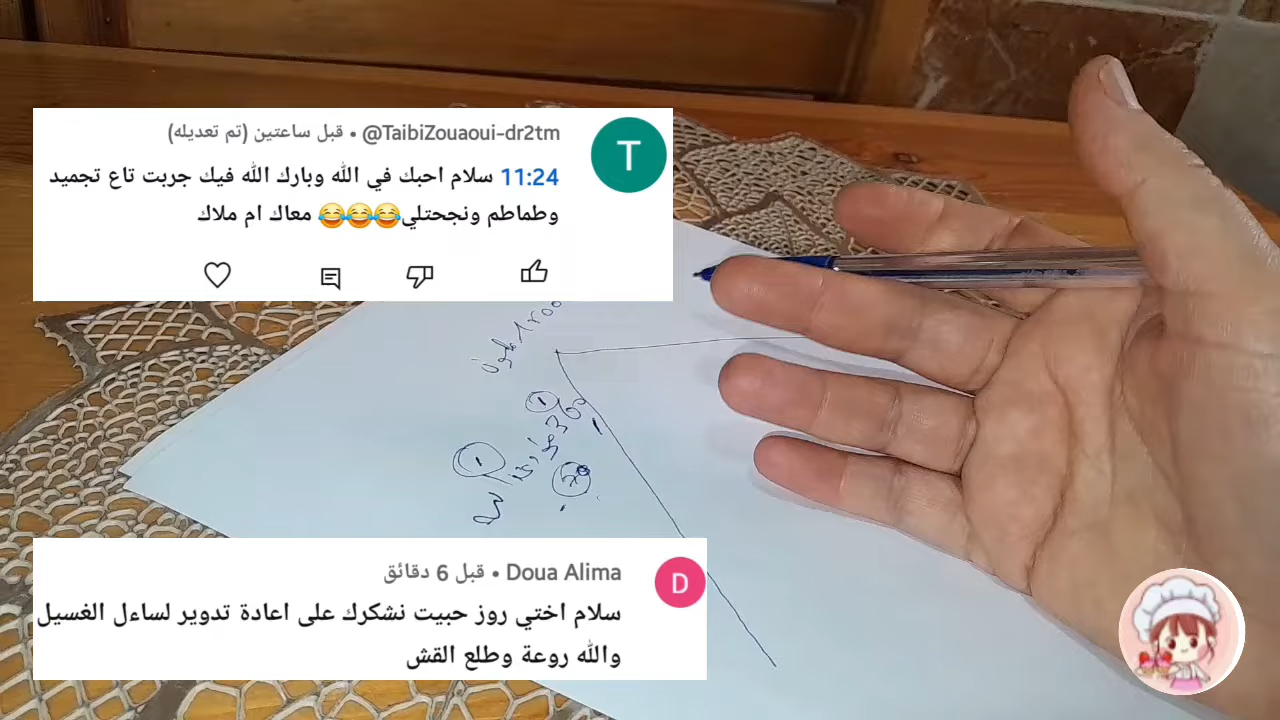 @TaibiZouaoui-dr2tm • قبل ساعتين (تم تعديله)
11:24 سلام احبك في الله وبارك الله فيك جربت تاع تجميد
وطماطم ونجحتلي😂😂😂 معاك ام ملاك
Doua Alima • قبل 6 دقائق
سلام اختي روز حبيت نشكرك على اعادة تدوير لساءل الغسيل
والله روعة وطلع القش
T
D